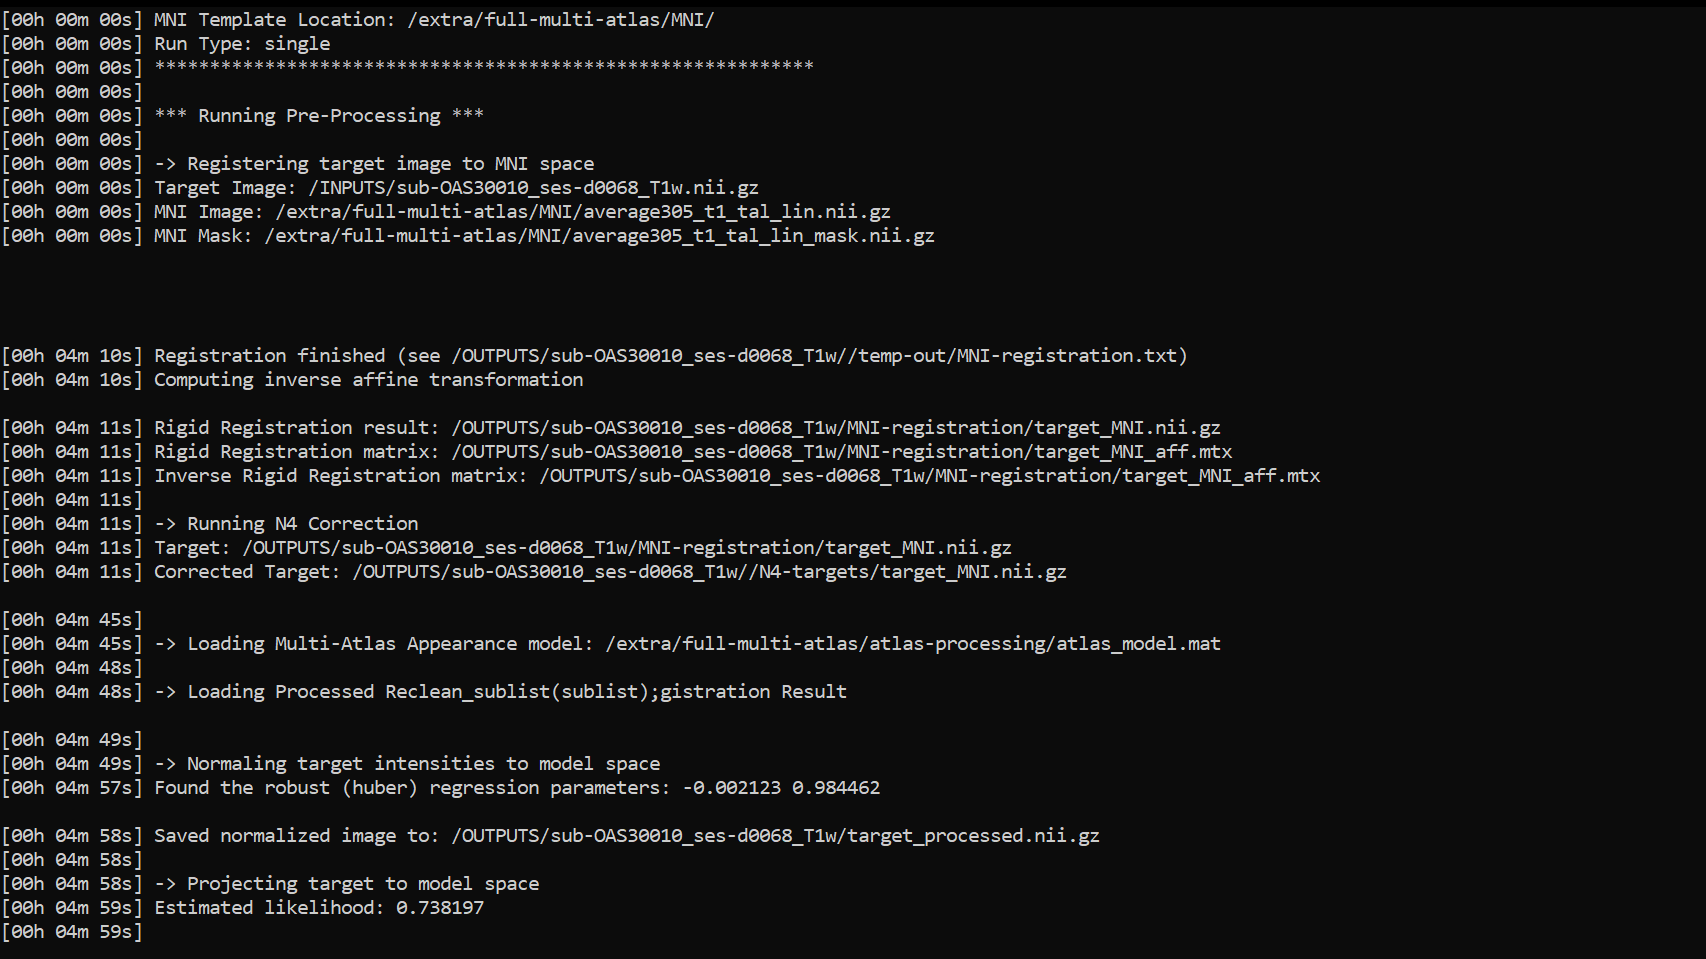 [00h 00m 00s] MNI Template Location: /extra/full-multi-atlas/MNI/
[00h 00m 00s] Run Type: single
[00h 00m 00s] ************************************************************
[00h 00m 00s]
[00h 00m 00s] *** Running Pre-Processing ***
[00h 00m 00s]
[00h 00m 00s] -> Registering target image to MNI space
[00h 00m 00s] Target Image: /INPUTS/sub-OAS30010_ses-d0068_T1w.nii.gz
[00h 00m 00s] MNI Image: /extra/full-multi-atlas/MNI/average305_t1_tal_lin.nii.gz
[00h 00m 00s] MNI Mask: /extra/full-multi-atlas/MNI/average305_t1_tal_lin_mask.nii.gz
[00h 04m 10s] Registration finished (see /OUTPUTS/sub-OAS30010_ses-d0068_T1w//temp-out/MNI-registration.txt)
[00h 04m 10s] Computing inverse affine transformation
[00h 04m 11s] Rigid Registration result: /OUTPUTS/sub-OAS30010_ses-d0068_T1w/MNI-registration/target_MNI.nii.gz
[00h 04m 11s] Rigid Registration matrix: /OUTPUTS/sub-OAS30010_ses-d0068_T1w/MNI-registration/target_MNI_aff.mtx
[00h 04m 11s] Inverse Rigid Registration matrix: /OUTPUTS/sub-OAS30010_ses-d0068_T1w/MNI-registration/target_MNI_aff.mtx
[00h 04m 11s]
[00h 04m 11s] -> Running N4 Correction
[00h 04m 11s] Target: /OUTPUTS/sub-OAS30010_ses-d0068_T1w/MNI-registration/target_MNI.nii.gz
[00h 04m 11s] Corrected Target: /OUTPUTS/sub-OAS30010_ses-d0068_T1w//N4-targets/target_MNI.nii.gz
[00h 04m 45s]
[00h 04m 45s] -> Loading Multi-Atlas Appearance model: /extra/full-multi-atlas/atlas-processing/atlas_model.mat
[00h 04m 48s]
[00h 04m 48s] -> Loading Processed Reclean_sublist(sublist);gistration Result
[00h 04m 49s]
[00h 04m 49s] -> Normaling target intensities to model space
[00h 04m 57s] Found the robust (huber) regression parameters: -0.002123 0.984462
[00h 04m 58s] Saved normalized image to: /OUTPUTS/sub-OAS30010_ses-d0068_T1w/target_processed.nii.gz
[00h 04m 58s]
[00h 04m 58s] -> Projecting target to model space
[00h 04m 59s] Estimated likelihood: 0.738197
[00h 04m 59s]